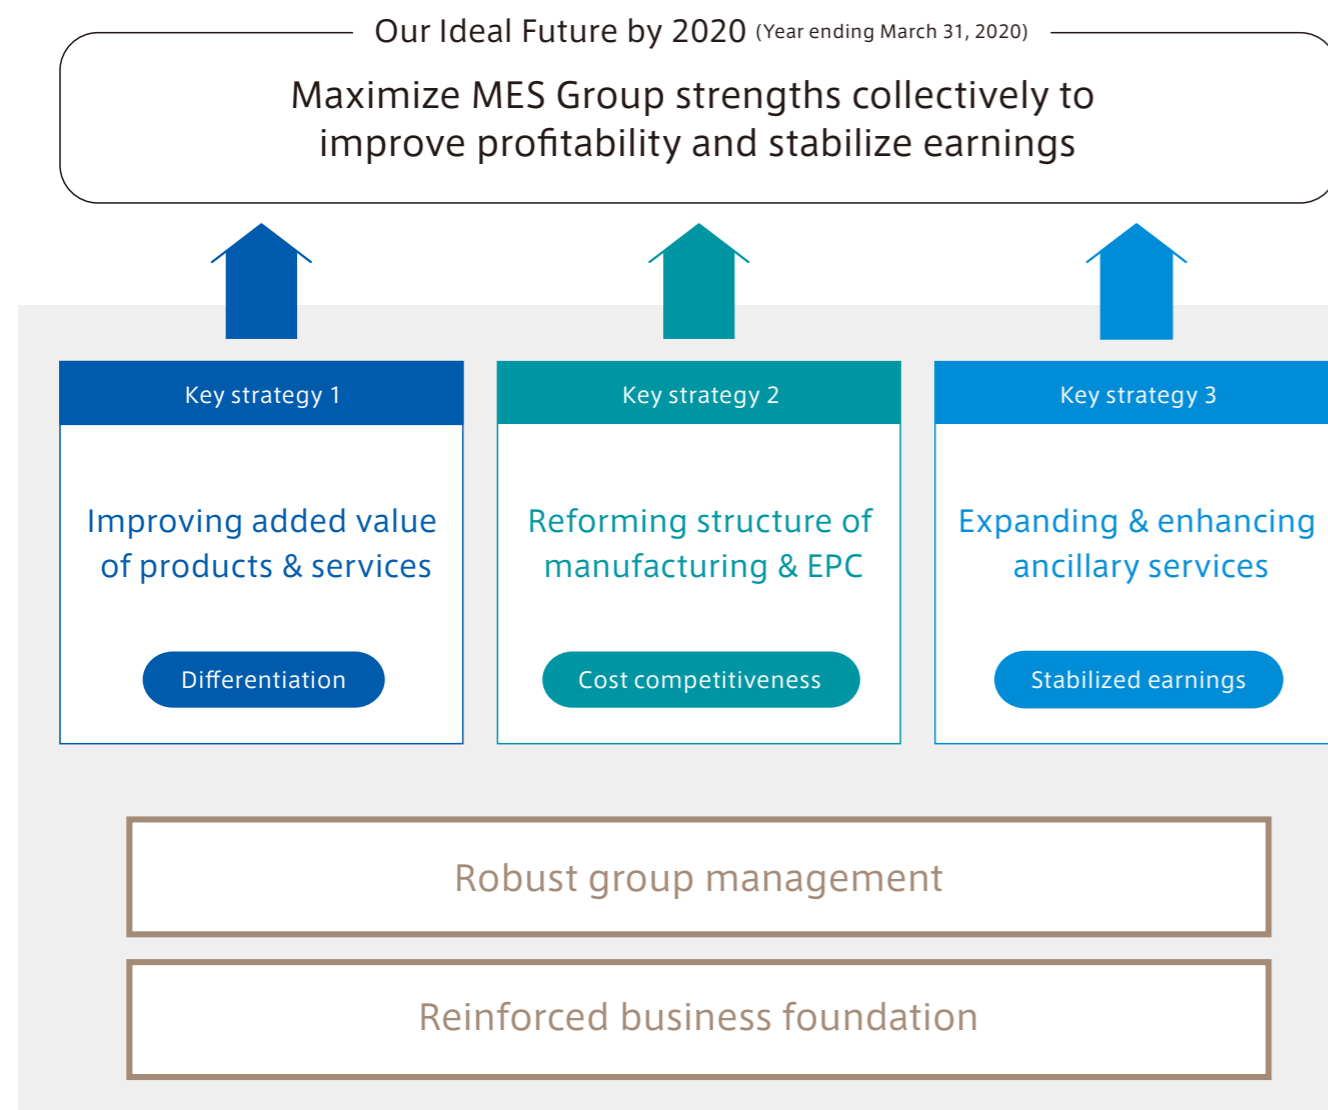 Our Ideal Future by 2020 (Year ending March 31, 2020)
Maximize MES Group strengths collectively to
improve profitability and stabilize earnings
Key strategy 1
Improving added value
of products & services
Differentiation
Key strategy 2
Reforming structure of
manufacturing & EPC
Cost competitiveness
Key strategy 3
Expanding & enhancing
ancillary services
Stabilized earnings
Robust group management
Reinforced business foundation